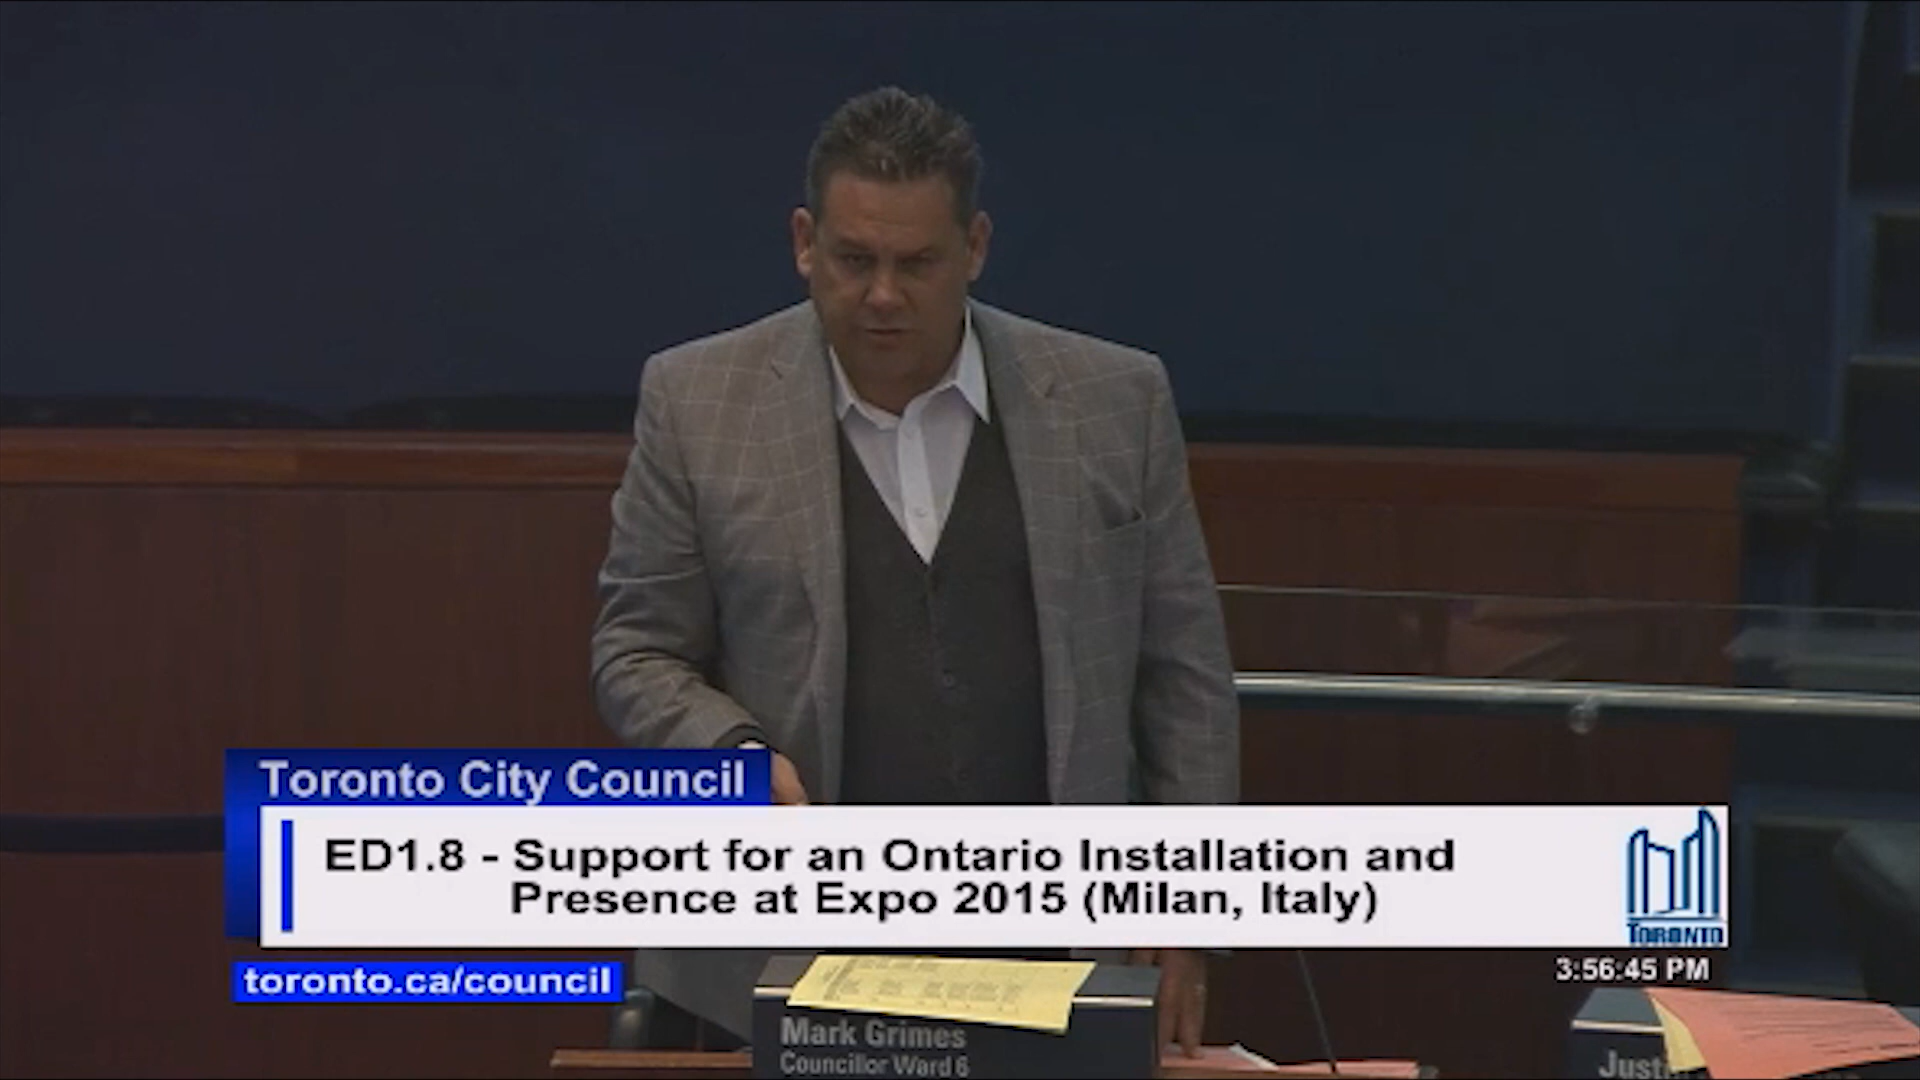 Toronto City Council
ED1.8 - Support for an Ontario Installation and
Presence at Expo 2015 (Milan, Italy)
TORONTO
toronto.ca/council
3:56:45 PM
Mark Grimes
Councillor Ward 6